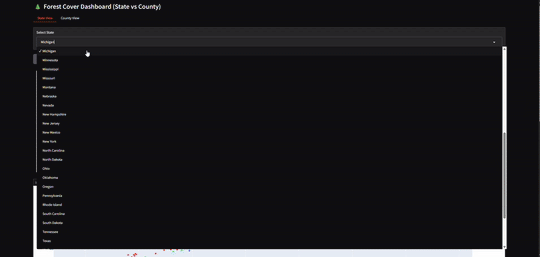 Forest Cover Dashboard (State vs County)
State View
County View
Select State
Michigan
Michigan
Minnesota
Mississippi
Missouri
Montana
Nebraska
Nevada
New Hampshire
New Jersey
New Mexico
New York
North Carolina
North Dakota
Ohio
Oklahoma
Oregon
Pennsylvania
Rhode Island
South Carolina
South Dakota
Tennessee
Texas